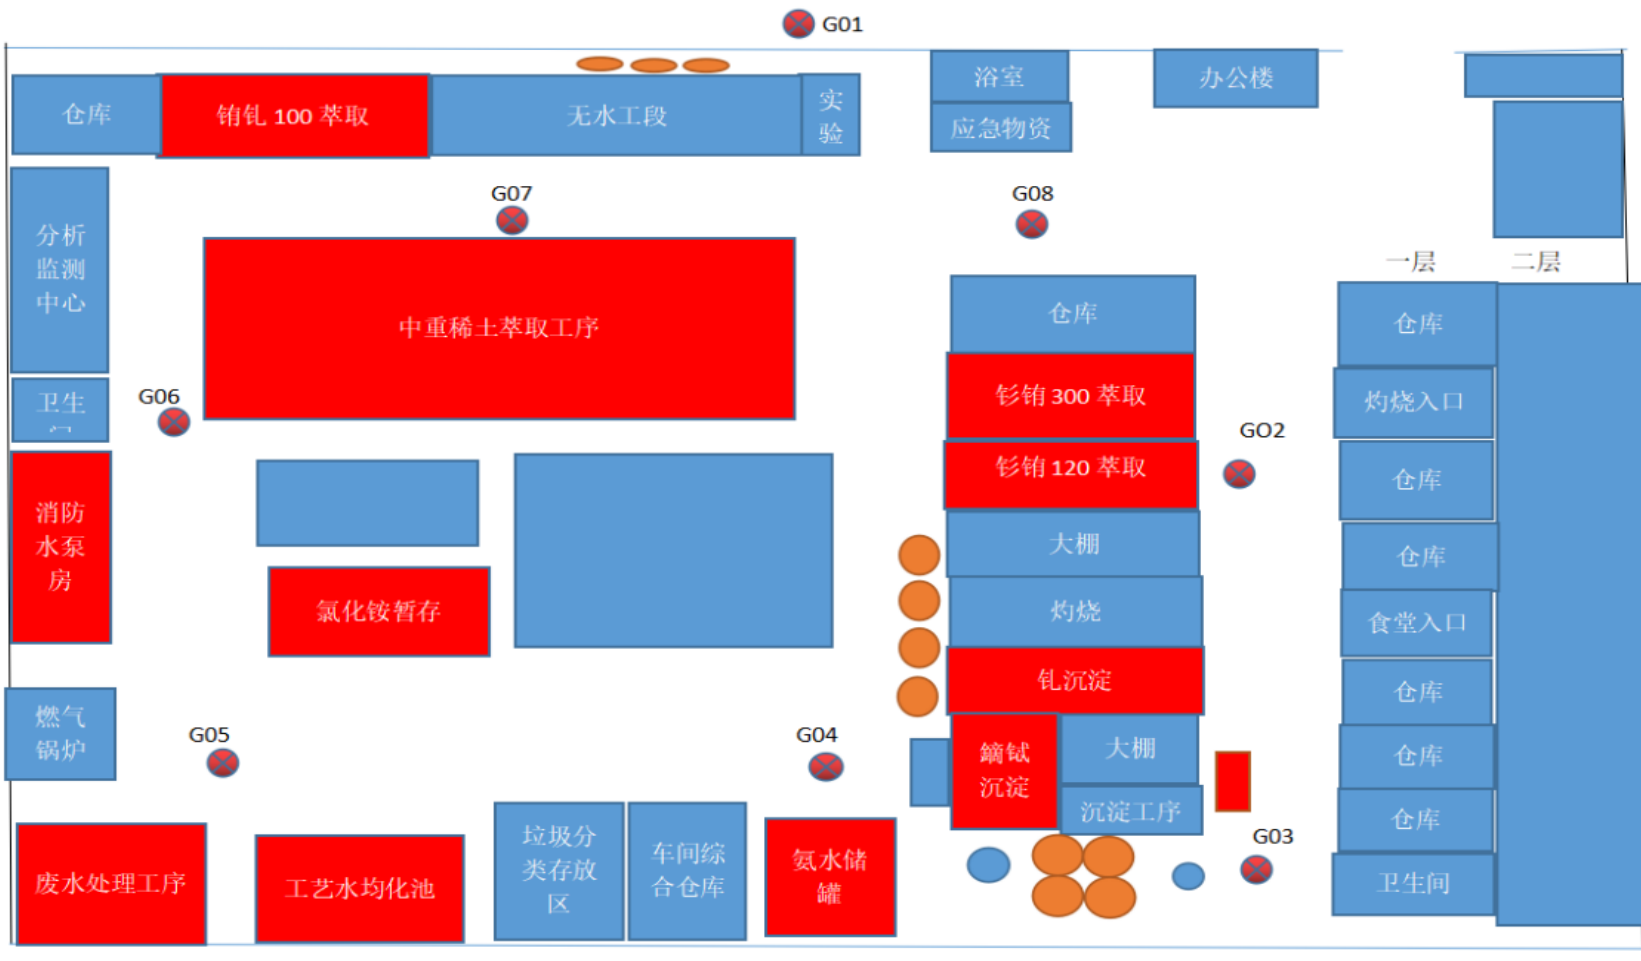 G01
仓库
铕钆 100 萃取
无水工段
实
验
浴室
应急物资
办公楼
分析
监测
中心
G07
G08
中重稀土萃取工序
一层
二层
仓库
仓库
卫生
G06
钐铕 300 萃取
灼烧入口
GO2
钐铕 120 萃取
仓库
消防
水泵
房
大棚
仓库
氯化铵暂存
灼烧
食堂入口
钆沉淀
仓库
燃气
锅炉
G05
G04
镝铽
沉淀
大棚
仓库
沉淀工序
仓库
G03
废水处理工序
工艺水均化池
垃圾分
类存放
区
车间综
合仓库
氨水储
罐
卫生间